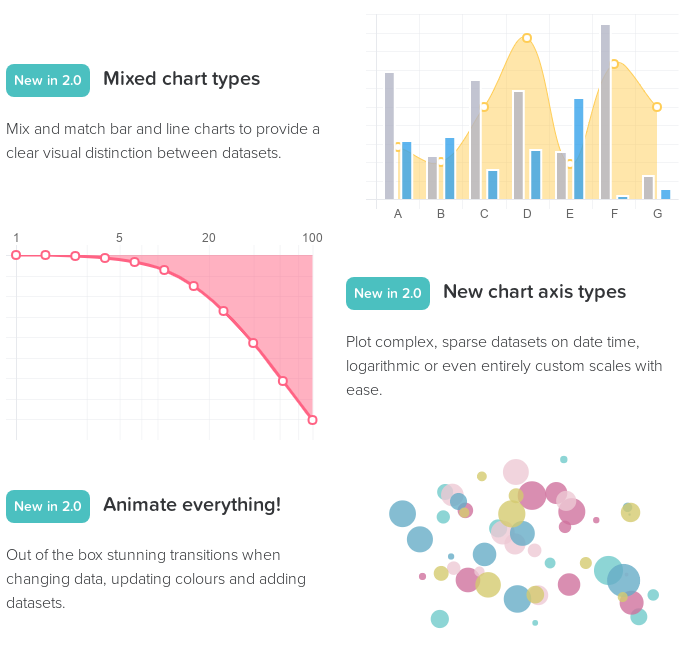 New in 2.0 Mixed chart types
Mix and match bar and line charts to provide a
clear visual distinction between datasets.
A B C D E F G
1 5 20 100
New in 2.0 New chart axis types
Plot complex, sparse datasets on date time,
logarithmic or even entirely custom scales with
ease.
New in 2.0 Animate everything!
Out of the box stunning transitions when
changing data, updating colours and adding
datasets.